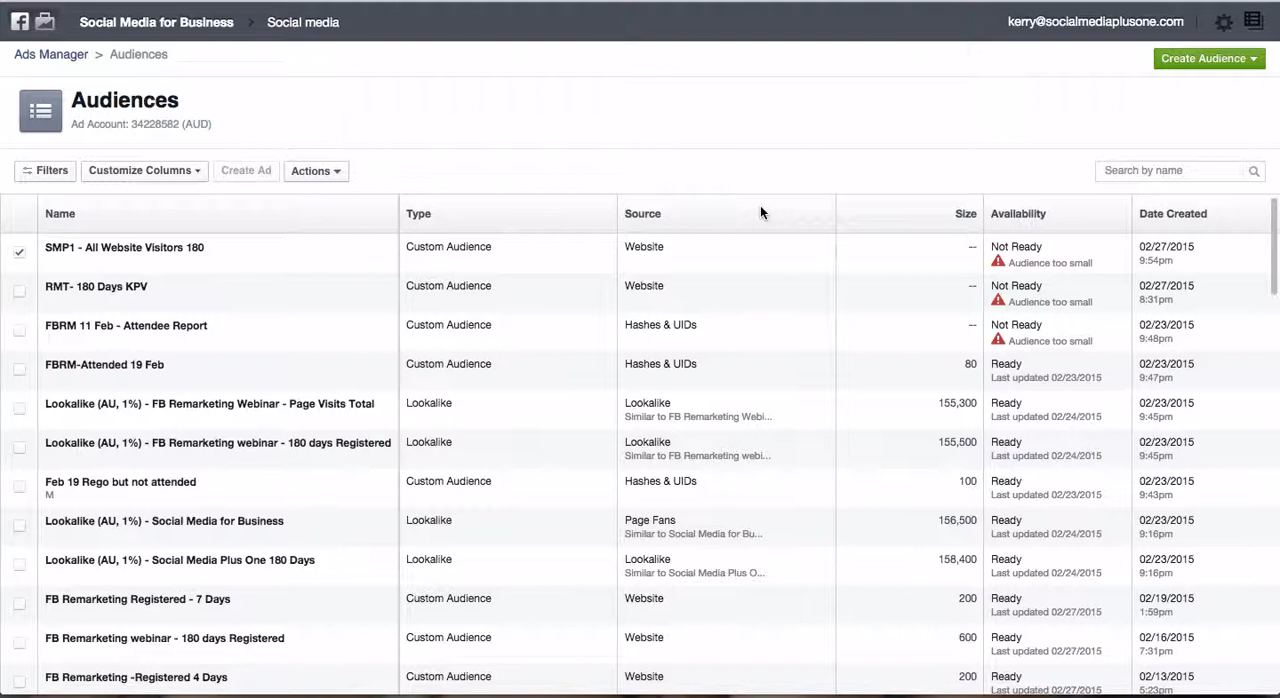 Social Media for Business > Social media kerry@socialmediaplusone.com
Ads Manager > Audiences
Create Audience
Audiences
Ad Account: 34228582 (AUD)
Filters Customize Columns Create Ad Actions Search by name
Name Type Source Size Availability Date Created
SMP1 - All Website Visitors 180 Custom Audience Website -- Not Ready 02/27/2015
Audience too small 9:54pm
RMT- 180 Days KPV Custom Audience Website -- Not Ready 02/27/2015
Audience too small 8:31pm
FBRM 11 Feb - Attendee Report Custom Audience Hashes & UIDs -- Not Ready 02/23/2015
Audience too small 9:48pm
FBRM-Attended 19 Feb Custom Audience Hashes & UIDs 80 Ready 02/23/2015
Last updated 02/23/2015 9:47pm
Lookalike (AU, 1%) - FB Remarketing Webinar - Page Visits Total Lookalike Lookalike 155,300 Ready 02/23/2015
Similar to FB Remarketing Webi... Last updated 02/24/2015 9:45pm
Lookalike (AU, 1%) - FB Remarketing webinar - 180 days Registered Lookalike Lookalike 155,500 Ready 02/23/2015
Similar to FB Remarketing webi... Last updated 02/24/2015 9:45pm
Feb 19 Rego but not attended Custom Audience Hashes & UIDs 100 Ready 02/23/2015
M Last updated 02/23/2015 9:43pm
Lookalike (AU, 1%) - Social Media for Business Lookalike Page Fans 156,500 Ready 02/23/2015
Similar to Social Media for Bu... Last updated 02/24/2015 9:16pm
Lookalike (AU, 1%) - Social Media Plus One 180 Days Lookalike Lookalike 158,400 Ready 02/23/2015
Similar to Social Media Plus O... Last updated 02/24/2015 9:16pm
FB Remarketing Registered - 7 Days Custom Audience Website 200 Ready 02/19/2015
Last updated 02/27/2015 1:59pm
FB Remarketing webinar - 180 days Registered Custom Audience Website 600 Ready 02/16/2015
Last updated 02/27/2015 7:31pm
FB Remarketing -Registered 4 Days Custom Audience Website 200 Ready 02/13/2015
Last updated 02/27/2015 5:23pm